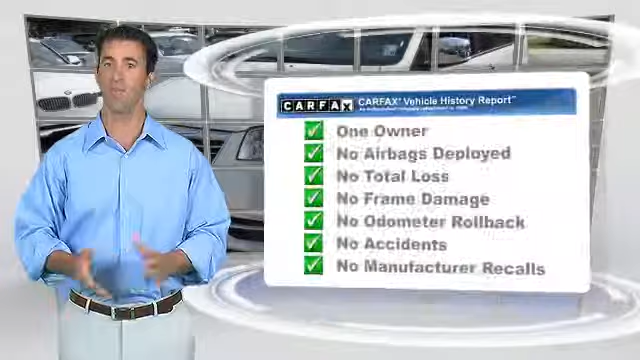 CARFAX
CARFAX Vehicle History Report™
One Owner
No Airbags Deployed
No Total Loss
No Frame Damage
No Odometer Rollback
No Accidents
No Manufacturer Recalls